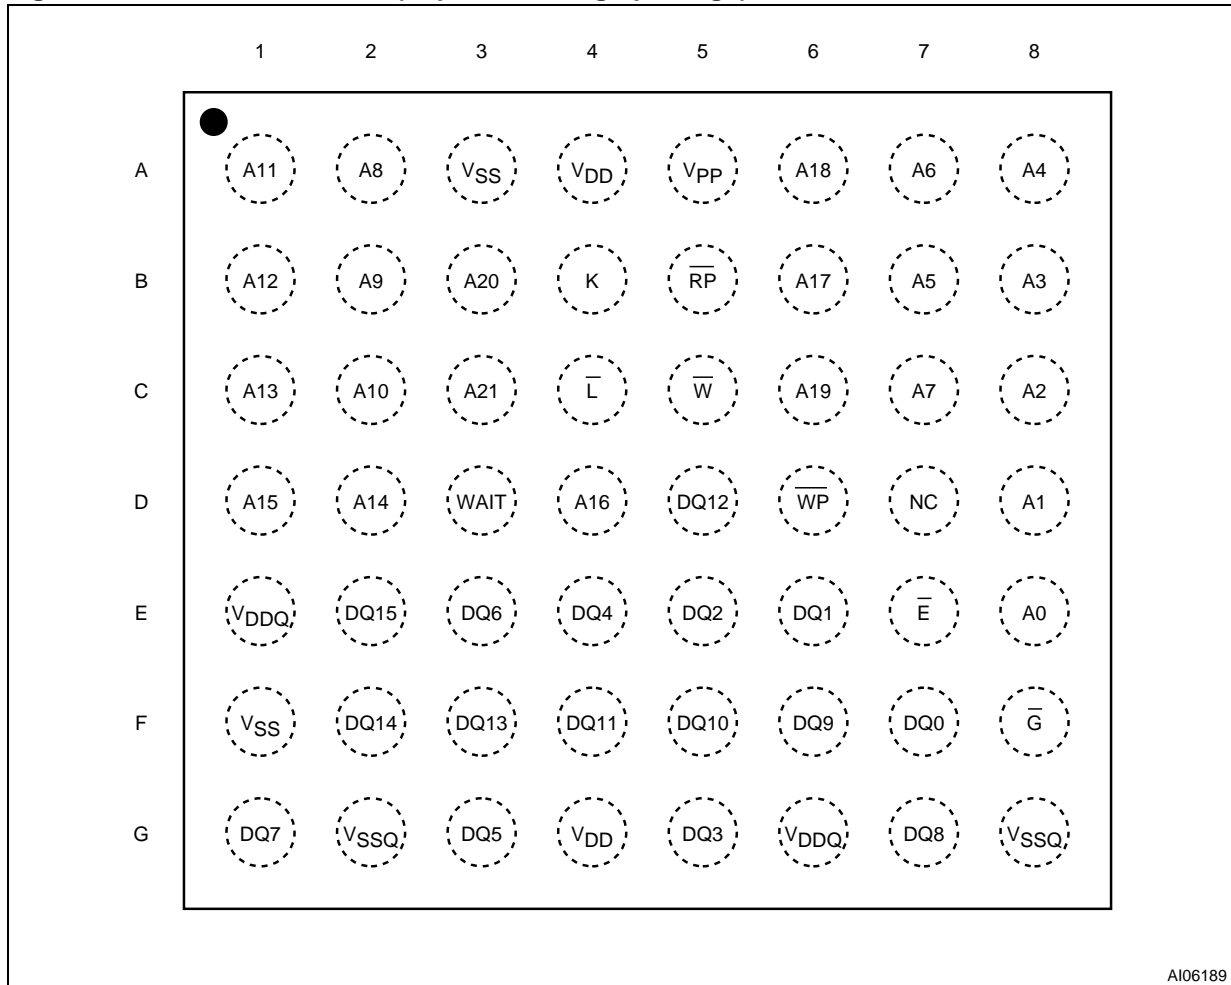 1 2 3 4 5 6 7 8
A A11 A8 VSS VDD VPP A18 A6 A4
B A12 A9 A20 K R̅P̅ A17 A5 A3
C A13 A10 A21 L̅ W̅ A19 A7 A2
D A15 A14 WAIT A16 DQ12 W̅P̅ NC A1
E VDDQ DQ15 DQ6 DQ4 DQ2 DQ1 E̅ A0
F VSS DQ14 DQ13 DQ11 DQ10 DQ9 DQ0 G̅
G DQ7 VSSQ DQ5 VDD DQ3 VDDQ DQ8 VSSQ
AI06189